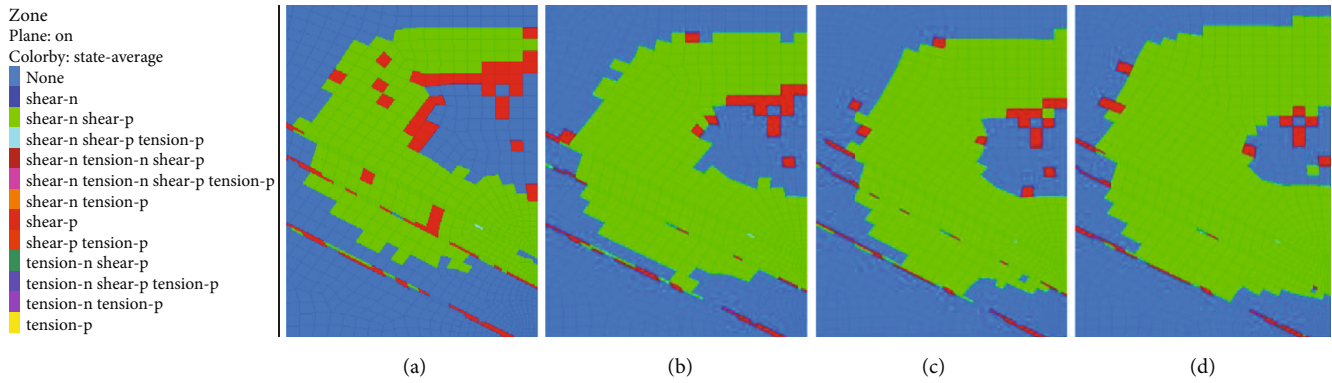 Zone
Plane: on
Colorby: state-average
None
shear-n
shear-n shear-p
shear-n shear-p tension-p
shear-n tension-n shear-p
shear-n tension-n shear-p tension-p
shear-n tension-p
shear-p
shear-p tension-p
tension-n shear-p
tension-n shear-p tension-p
tension-n tension-p
tension-p
(a) (b) (c) (d)